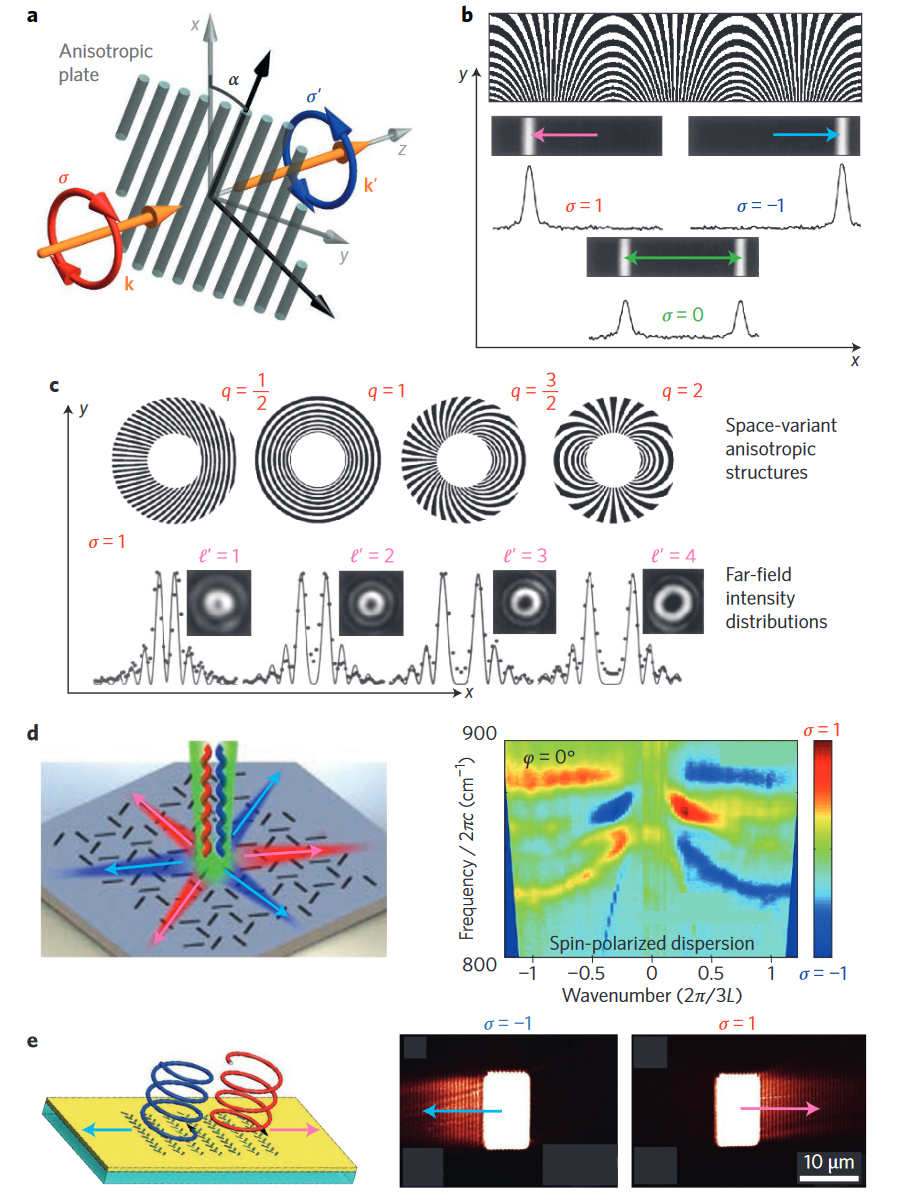 a
Anisotropic
plate
x
α
σ′
z
k′
σ
y
k
b
y
σ = 1
σ = −1
σ = 0
x
c
y
q = 1/2
q = 1
q = 3/2
q = 2
Space-variant
anisotropic
structures
σ = 1
ℓ′ = 1
ℓ′ = 2
ℓ′ = 3
ℓ′ = 4
Far-field
intensity
distributions
x
d
900
σ = 1
φ = 0°
Frequency / 2πc (cm⁻¹)
Spin-polarized dispersion
800
−1 −0.5 0 0.5 1
σ = −1
Wavenumber (2π/3L)
e
σ = −1
σ = 1
10 μm